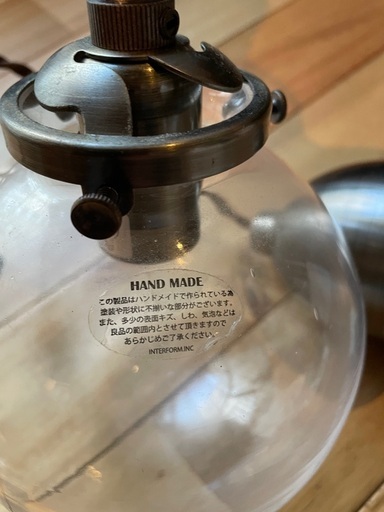 HAND MADE
この製品はハンドメイドで作られている為
塗装や形状に不揃いな部分がございます。
また、多少の表面キズ、しわ、気泡などは
良品の範囲内とさせて頂きますので
あらかじめご了承ください。
INTERFORM.INC